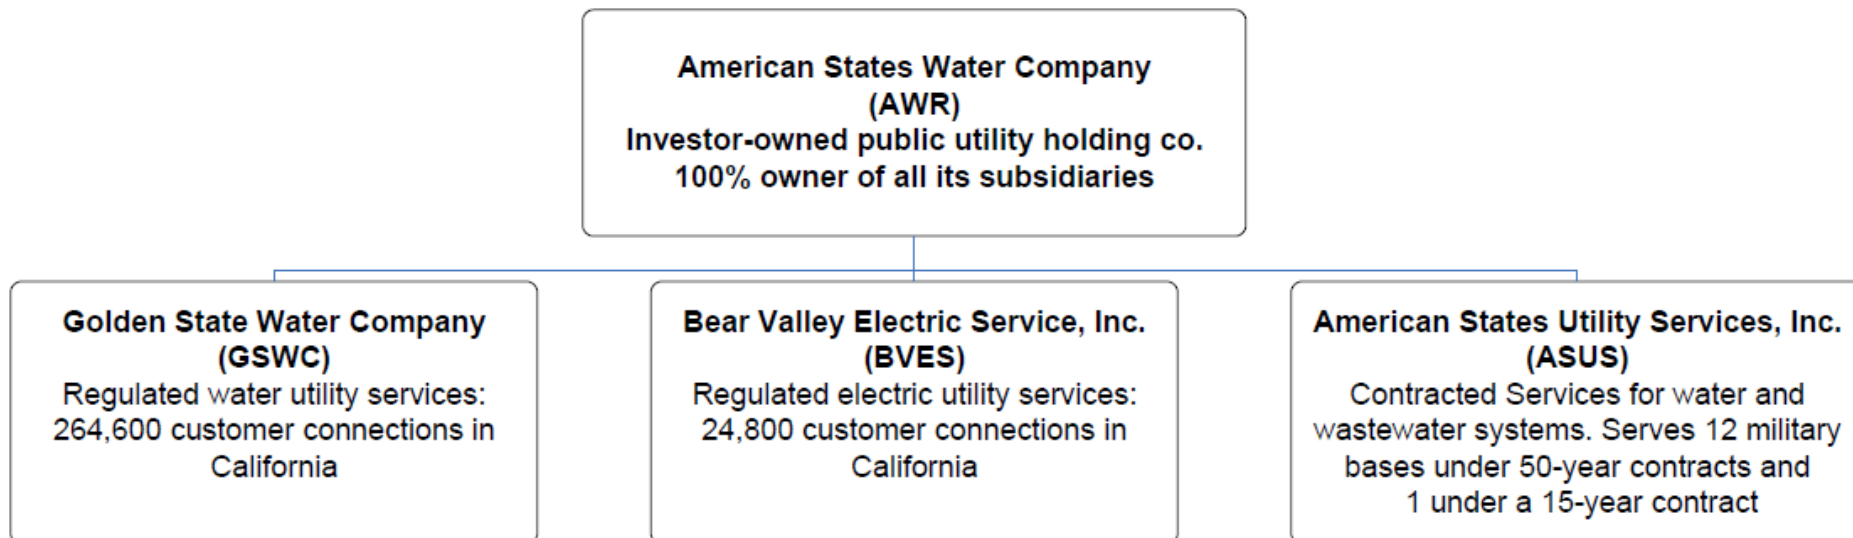 American States Water Company
(AWR)
Investor-owned public utility holding co.
100% owner of all its subsidiaries
Golden State Water Company
(GSWC)
Regulated water utility services:
264,600 customer connections in
California
Bear Valley Electric Service, Inc.
(BVES)
Regulated electric utility services:
24,800 customer connections in
California
American States Utility Services, Inc.
(ASUS)
Contracted Services for water and
wastewater systems. Serves 12 military
bases under 50-year contracts and
1 under a 15-year contract